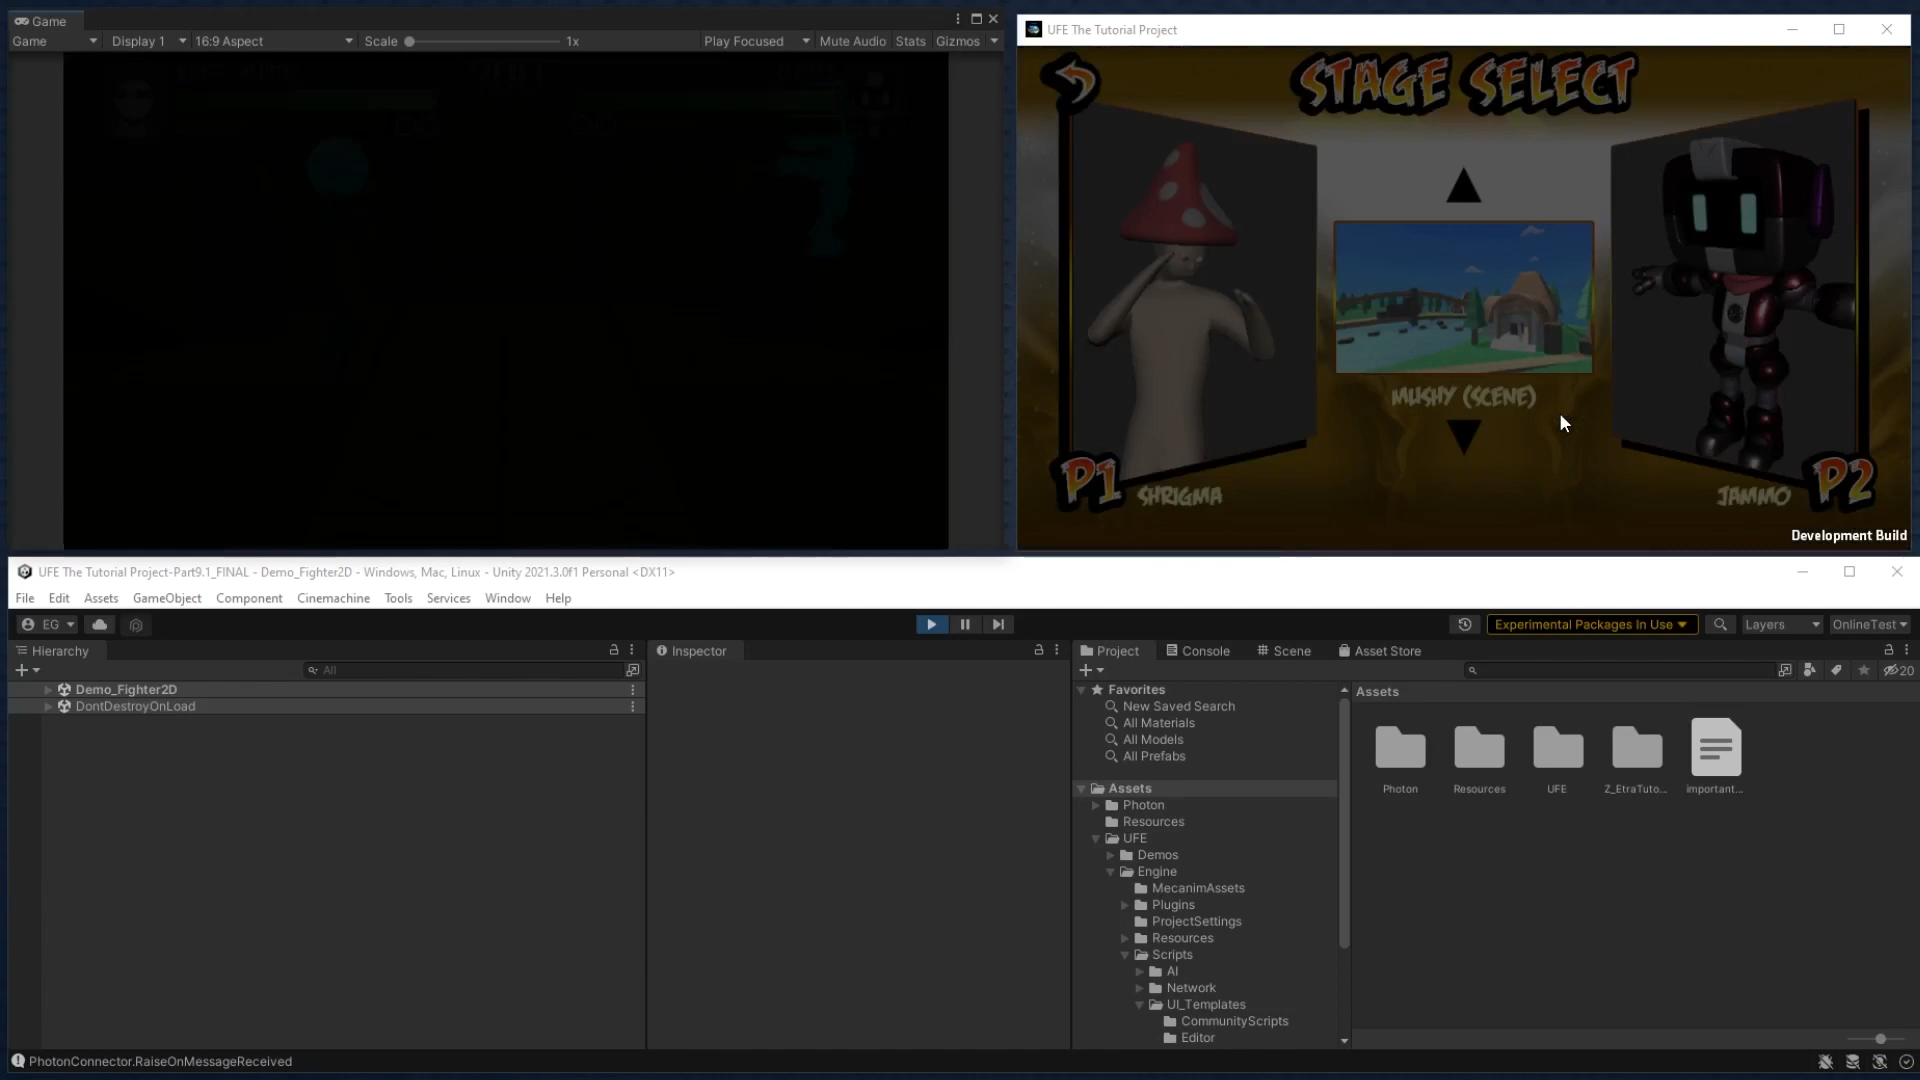 Game
Game
Display 1
16:9 Aspect
Scale
1x
Play Focused
Mute Audio
Stats
Gizmos
UFE The Tutorial Project
STAGE SELECT
MUSHY (SCENE)
P1
SHRIGMA
JAMMO
P2
Development Build
UFE The Tutorial Project-Part9.1_FINAL - Demo_Fighter2D - Windows, Mac, Linux - Unity 2021.3.0f1 Personal <DX11>
File
Edit
Assets
GameObject
Component
Cinemachine
Tools
Services
Window
Help
EG
Experimental Packages In Use
Layers
OnlineTest
Hierarchy
All
Demo_Fighter2D
DontDestroyOnLoad
Inspector
Project
Console
Scene
Asset Store
20
Favorites
New Saved Search
All Materials
All Models
All Prefabs
Assets
Photon
Resources
UFE
Demos
Engine
MecanimAssets
Plugins
ProjectSettings
Resources
Scripts
AI
Network
UI_Templates
CommunityScripts
Editor
Assets
Photon
Resources
UFE
Z_EtraTuto...
important...
PhotonConnector.RaiseOnMessageReceived